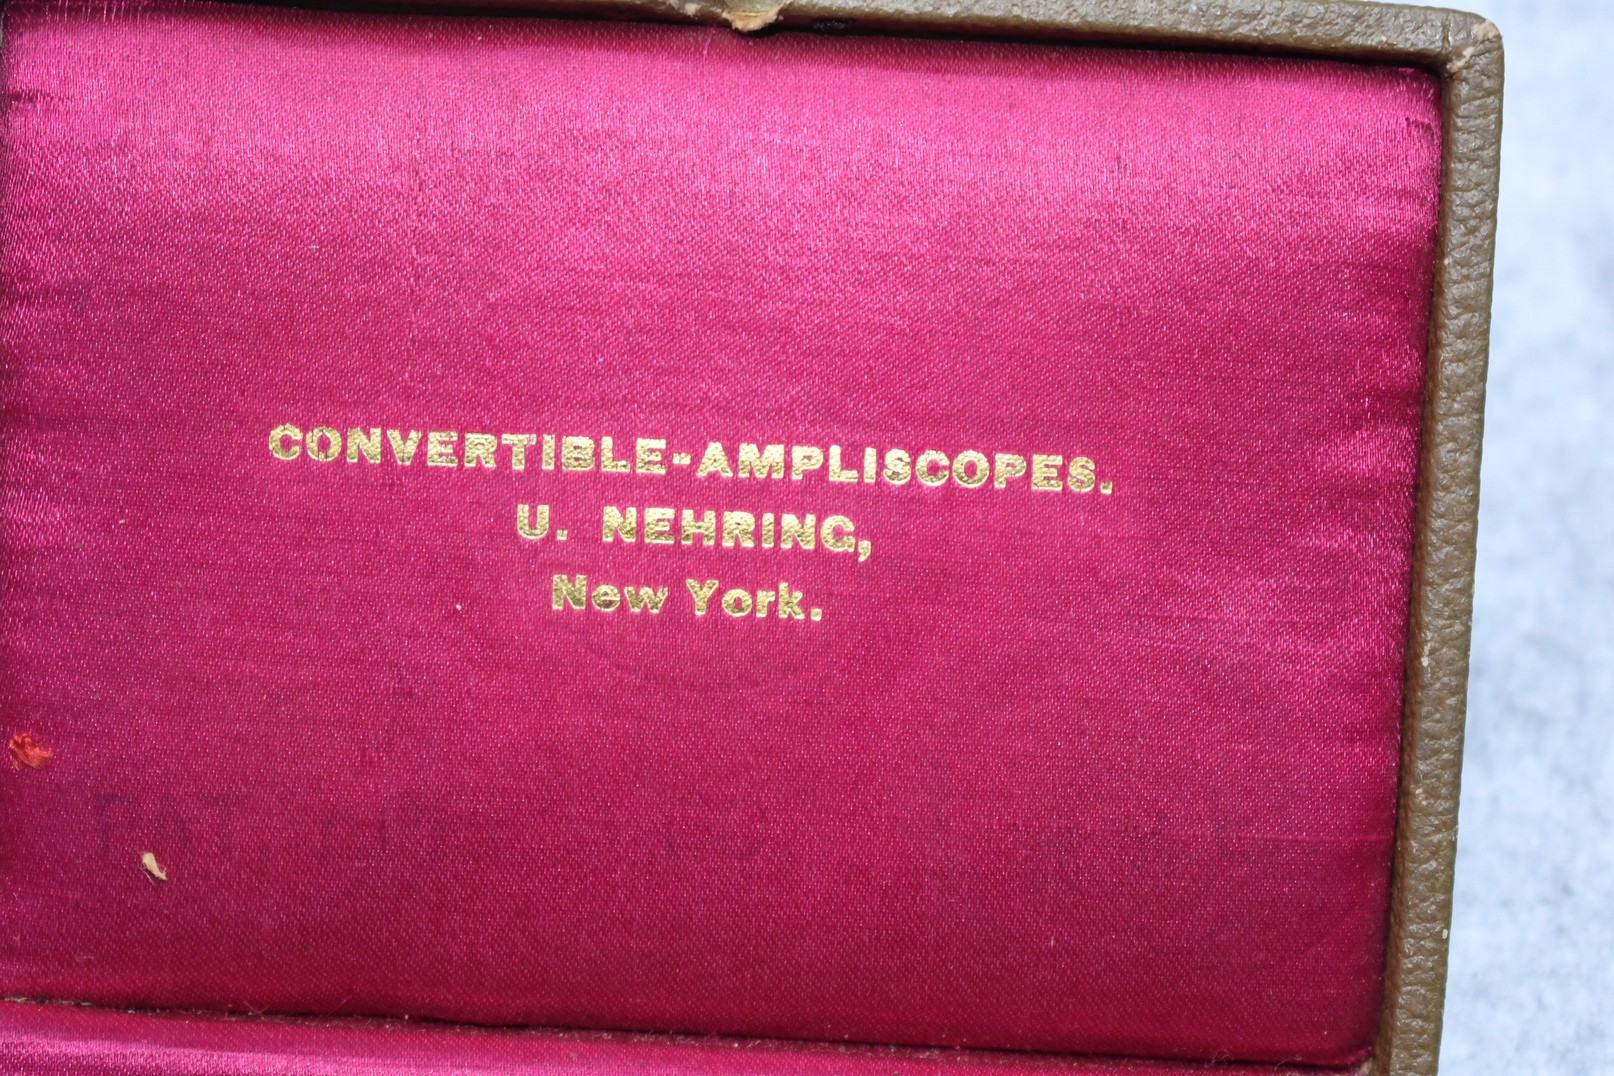 CONVERTIBLE-AMPLISCOPES.
U. NEHRING,
New York.